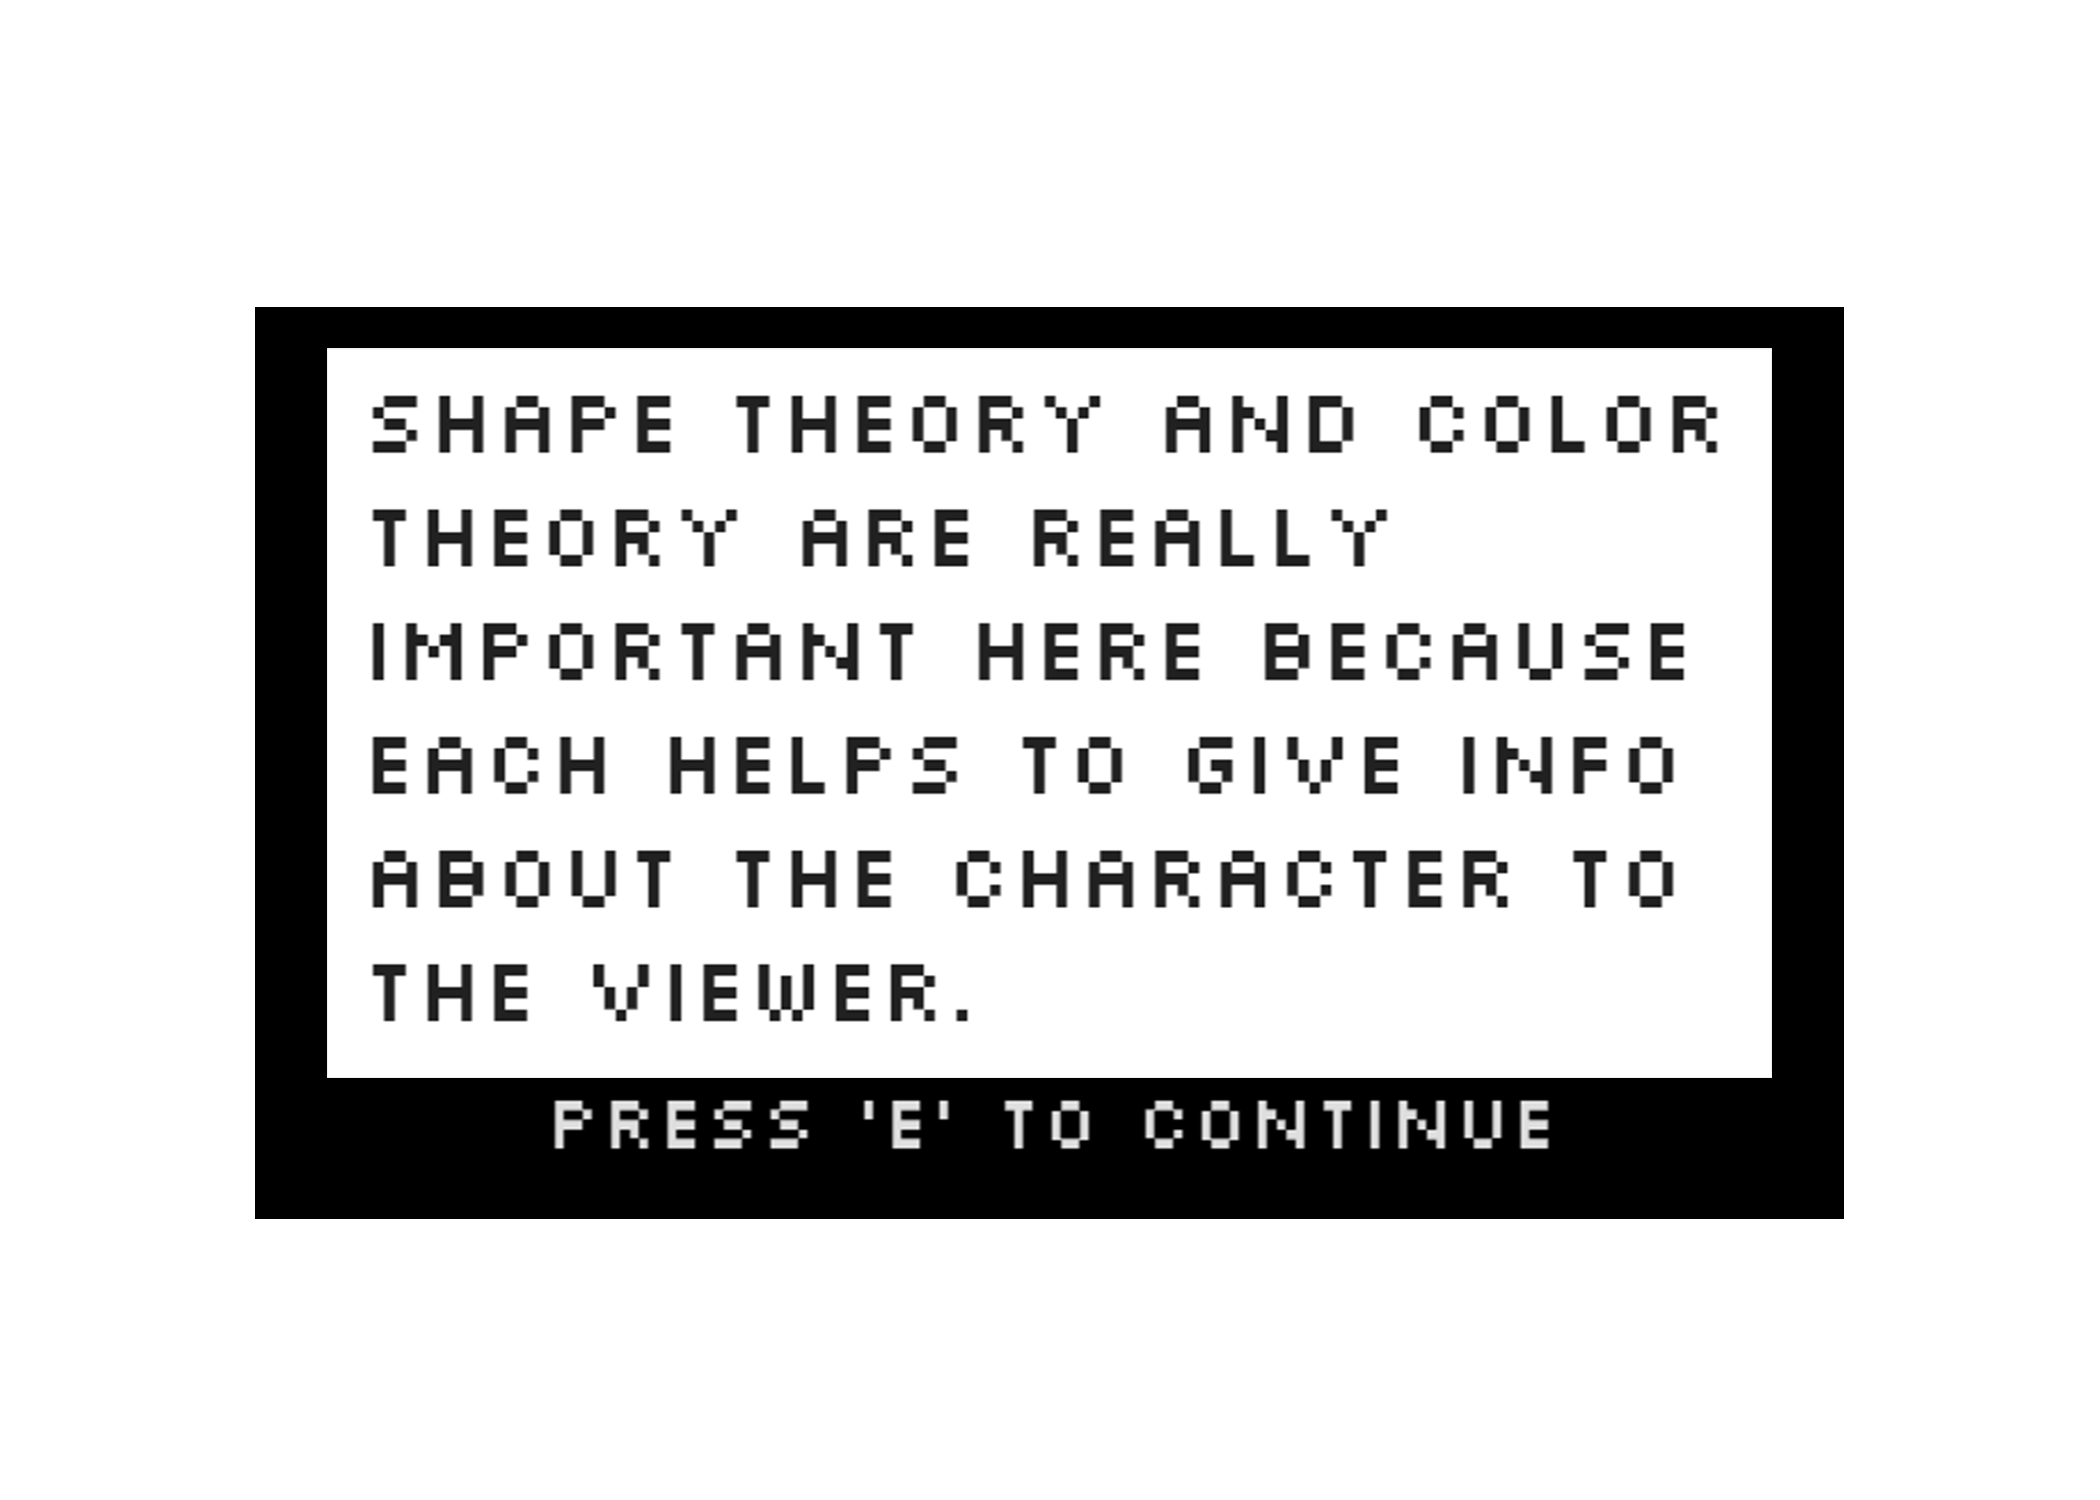 SHAPE THEORY AND COLOR
THEORY ARE REALLY
IMPORTANT HERE BECAUSE
EACH HELPS TO GIVE INFO
ABOUT THE CHARACTER TO
THE VIEWER.
PRESS 'E' TO CONTINUE